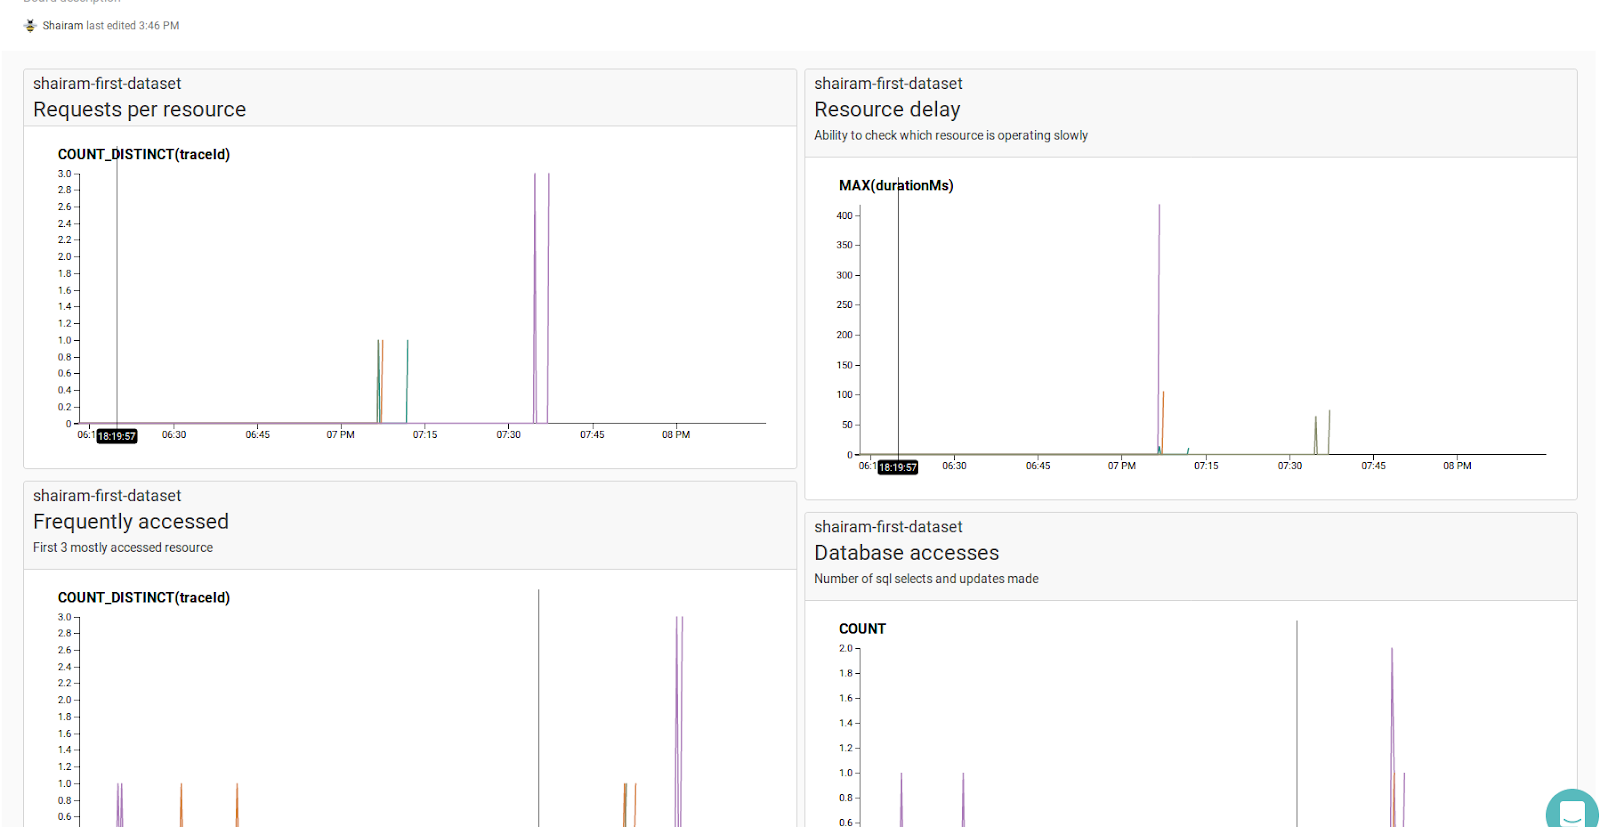 Board description
Shairam last edited 3:46 PM
shairam-first-dataset
Requests per resource
COUNT_DISTINCT(traceId)
3.0
2.8
2.6
2.4
2.2
2.0
1.8
1.6
1.4
1.2
1.0
0.8
0.6
0.4
0.2
0
06:1 18:19:57 06:30 06:45 07 PM 07:15 07:30 07:45 08 PM
shairam-first-dataset
Resource delay
Ability to check which resource is operating slowly
MAX(durationMs)
400
350
300
250
200
150
100
50
0
06:1 18:19:57 06:30 06:45 07 PM 07:15 07:30 07:45 08 PM
shairam-first-dataset
Frequently accessed
First 3 mostly accessed resource
COUNT_DISTINCT(traceId)
3.0
2.8
2.6
2.4
2.2
2.0
1.8
1.6
1.4
1.2
1.0
0.8
0.6
shairam-first-dataset
Database accesses
Number of sql selects and updates made
COUNT
2.0
1.8
1.6
1.4
1.2
1.0
0.8
0.6